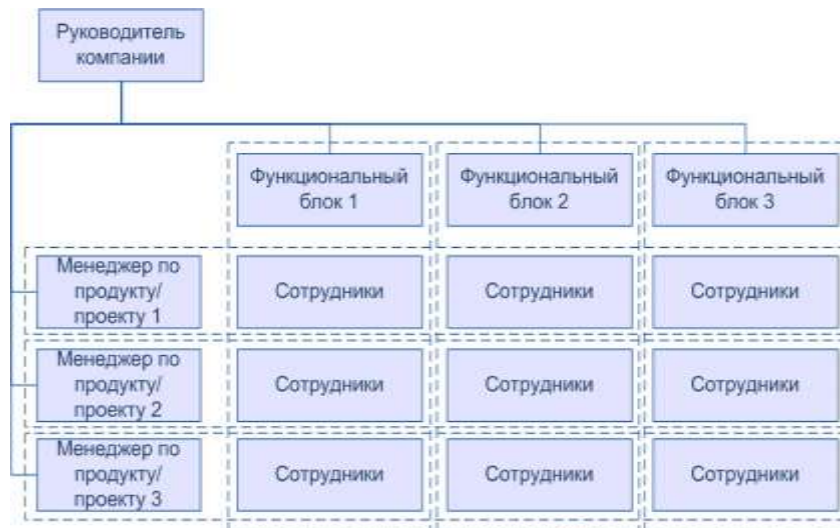 Руководитель
компании
Функциональный
блок 1
Функциональный
блок 2
Функциональный
блок 3
Менеджер по
продукту/
проекту 1
Сотрудники
Сотрудники
Сотрудники
Менеджер по
продукту/
проекту 2
Сотрудники
Сотрудники
Сотрудники
Менеджер по
продукту/
проекту 3
Сотрудники
Сотрудники
Сотрудники